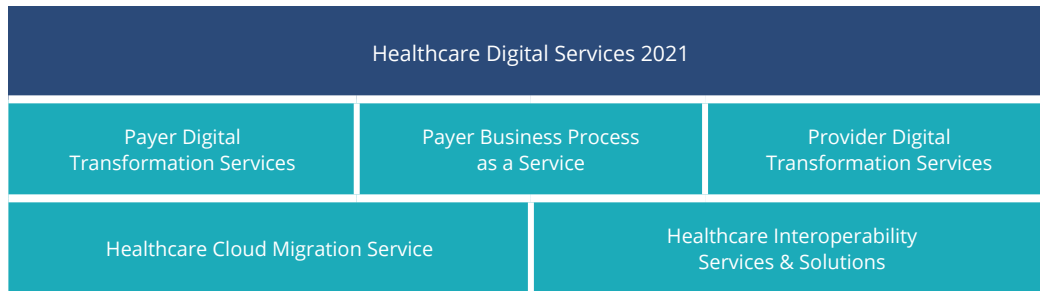 Healthcare Digital Services 2021
Payer Digital
Transformation Services
Payer Business Process
as a Service
Provider Digital
Transformation Services
Healthcare Cloud Migration Service
Healthcare Interoperability
Services & Solutions